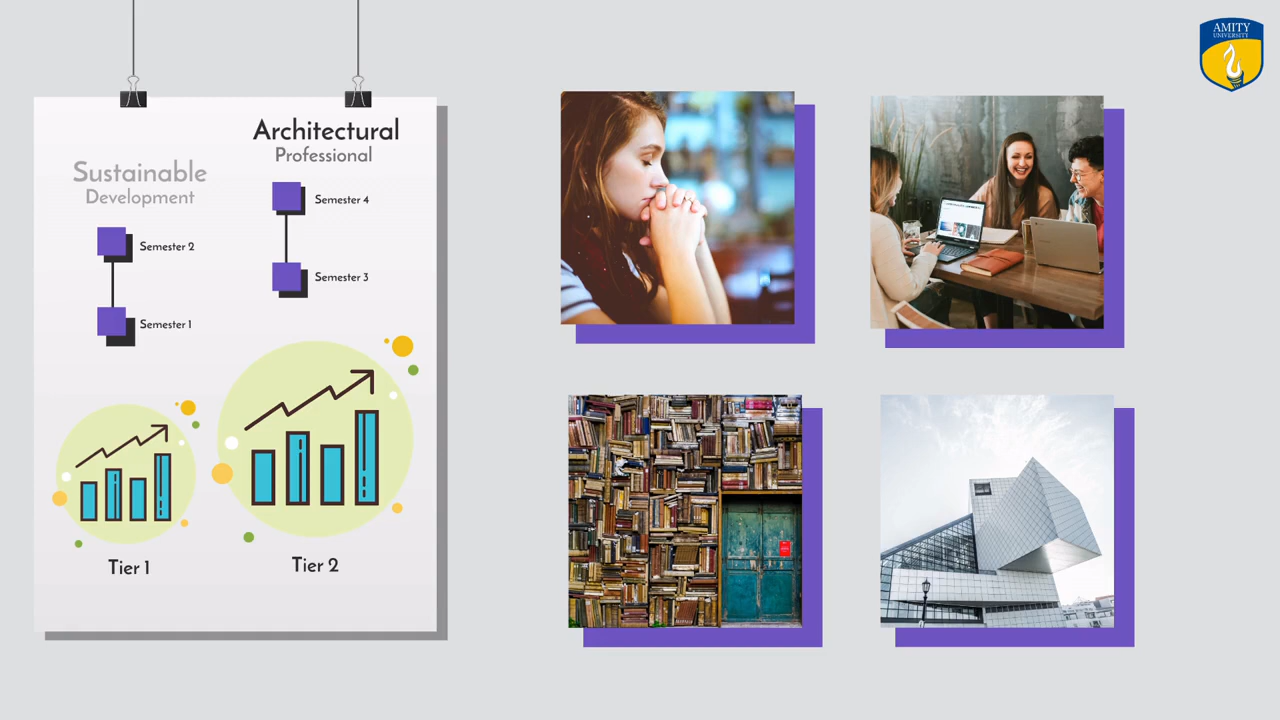 AMITY
UNIVERSITY
Sustainable
Development
Semester 2
Semester 1
Tier 1
Architectural
Professional
Semester 4
Semester 3
Tier 2